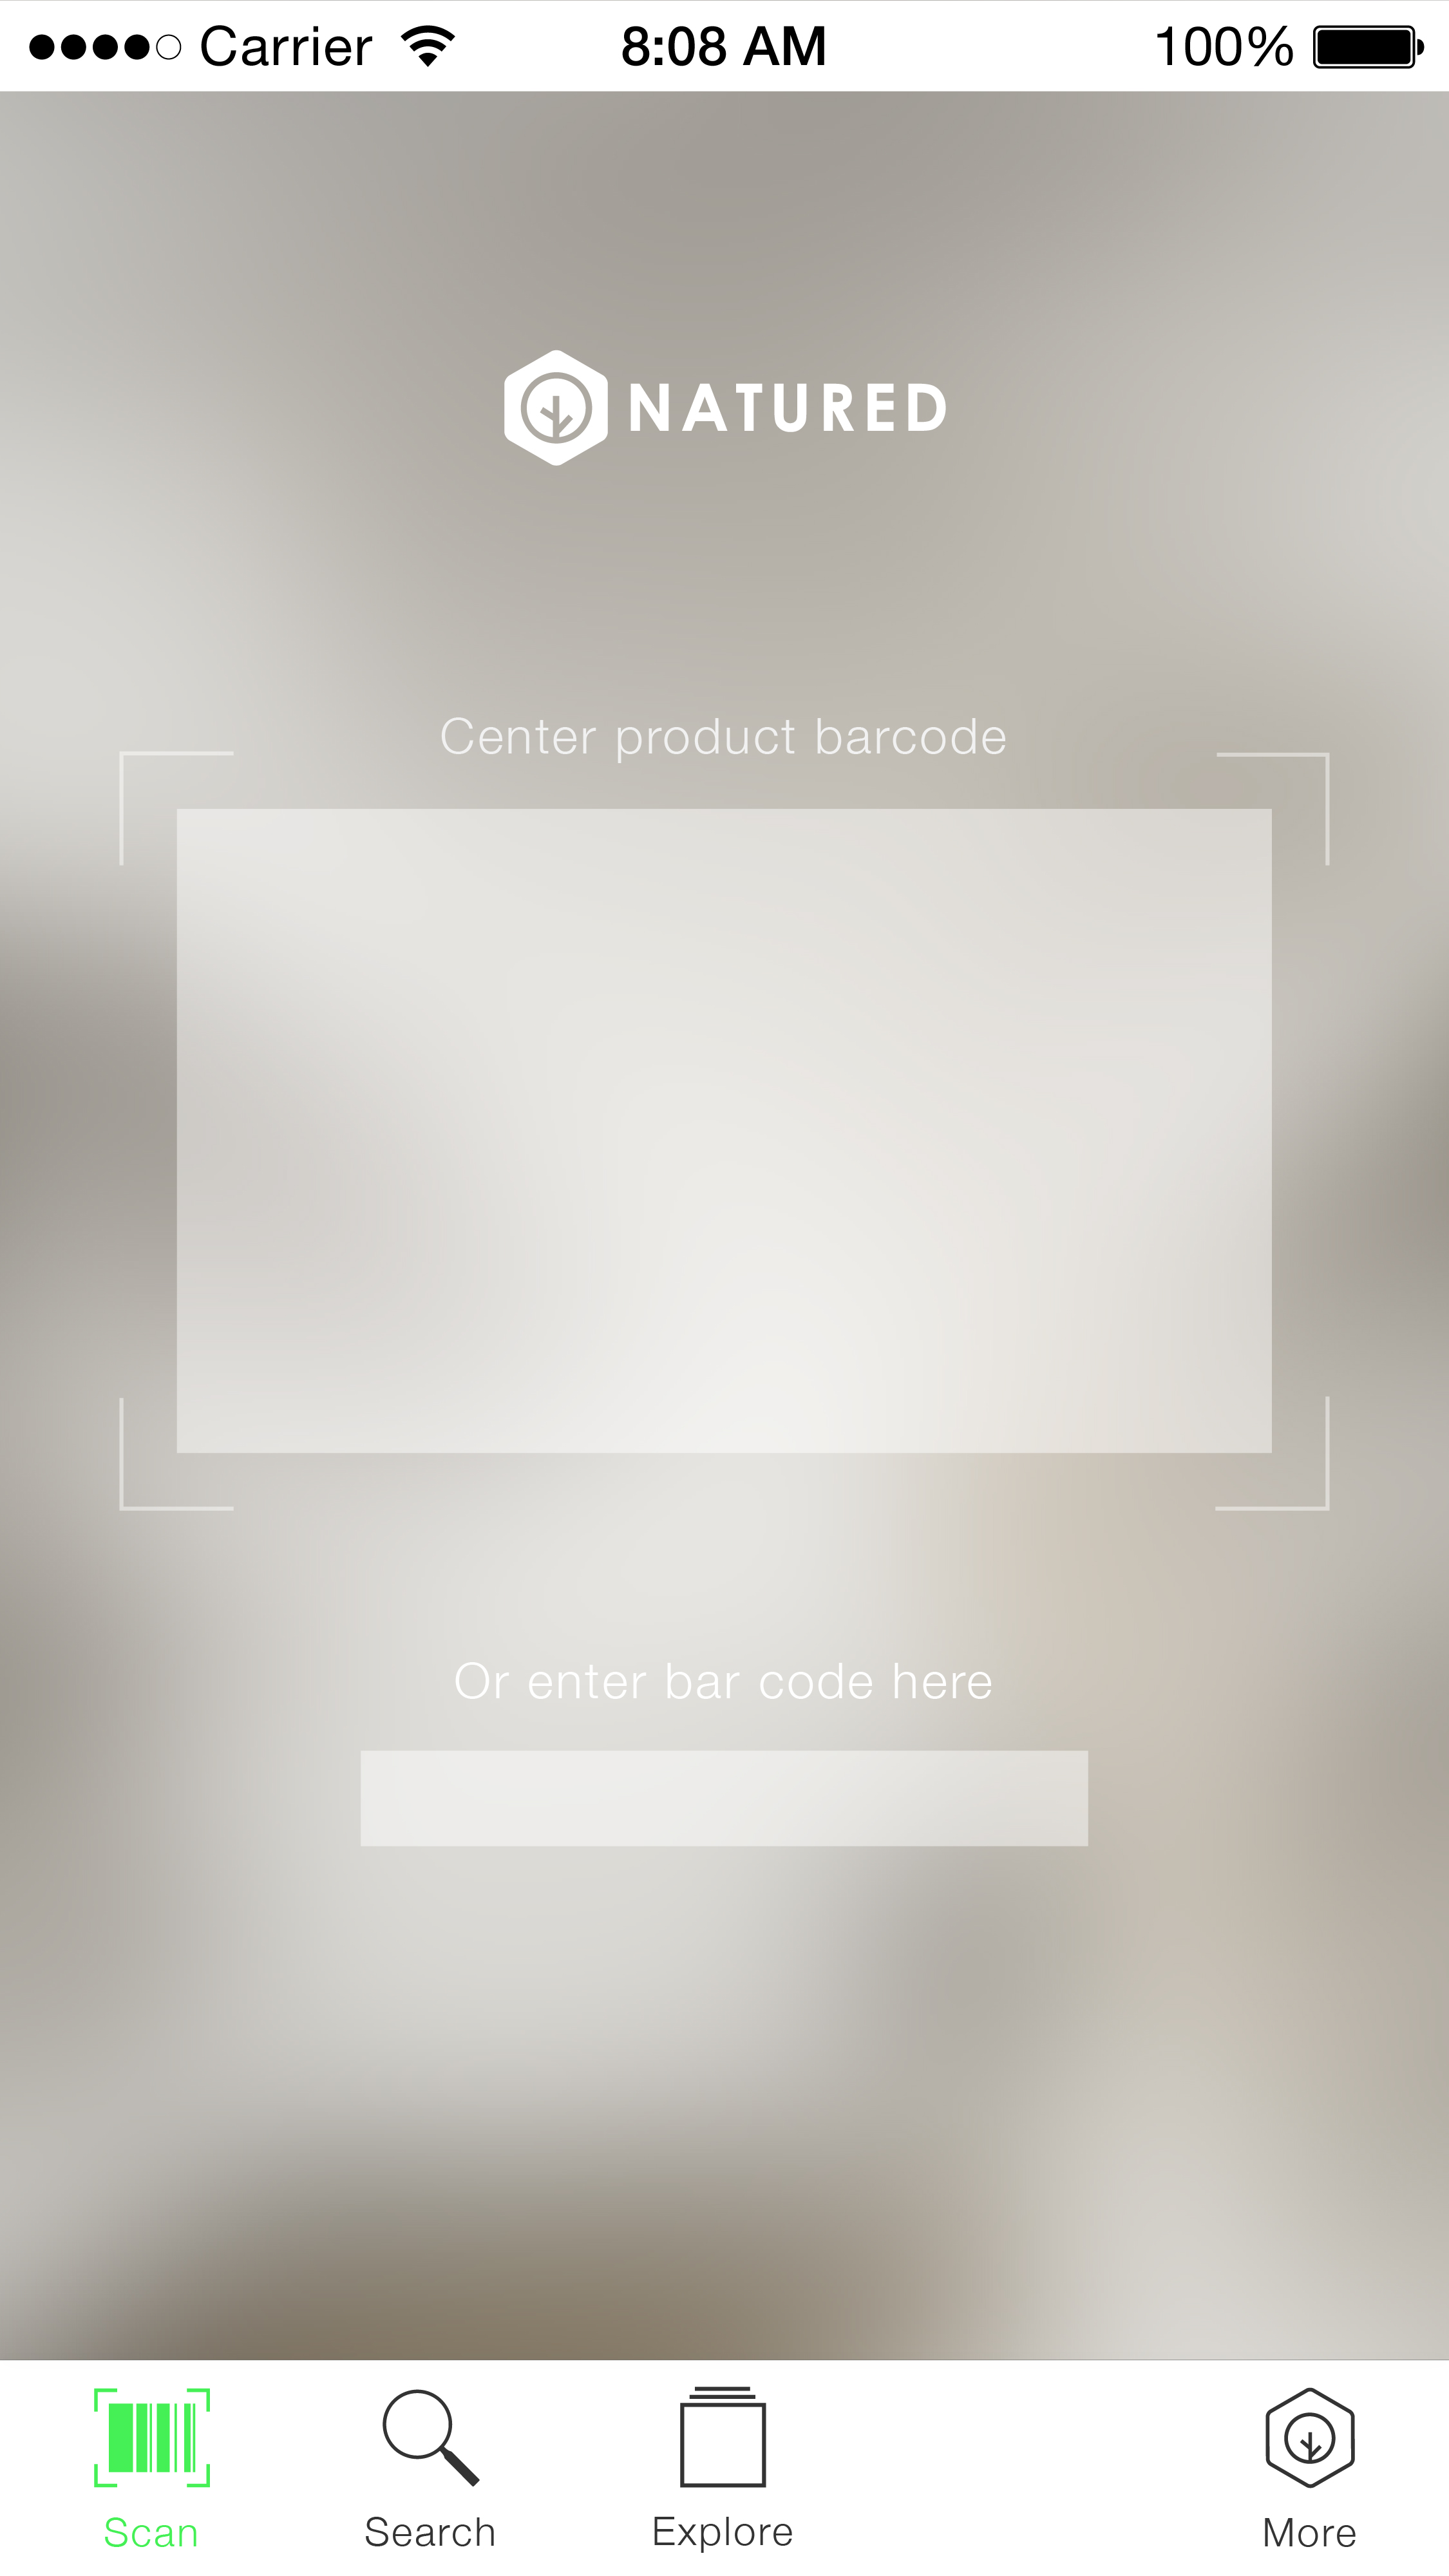 Carrier 8:08 AM 100%
NATURED
Center product barcode
Or enter bar code here
Scan Search Explore More